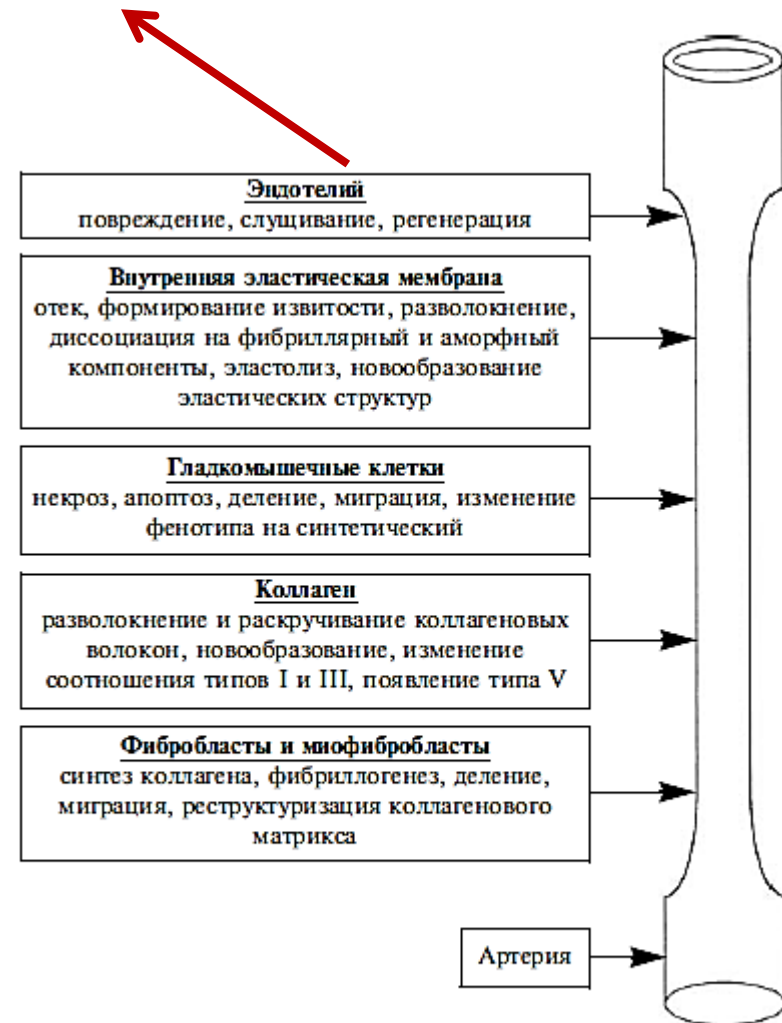 Эндотелий
повреждение, слущивание, регенерация
Внутренняя эластическая мембрана
отек, формирование извитости, разволокнение,
диссоциация на фибриллярный и аморфный
компоненты, эластолиз, новообразование
эластических структур
Гладкомышечные клетки
некроз, апоптоз, деление, миграция, изменение
фенотипа на синтетический
Коллаген
разволокнение и раскручивание коллагеновых
волокон, новообразование, изменение
соотношения типов I и III, появление типа V
Фибробласты и миофибробласты
синтез коллагена, фибриллогенез, деление,
миграция, реструктуризация коллагенового
матрикса
Артерия